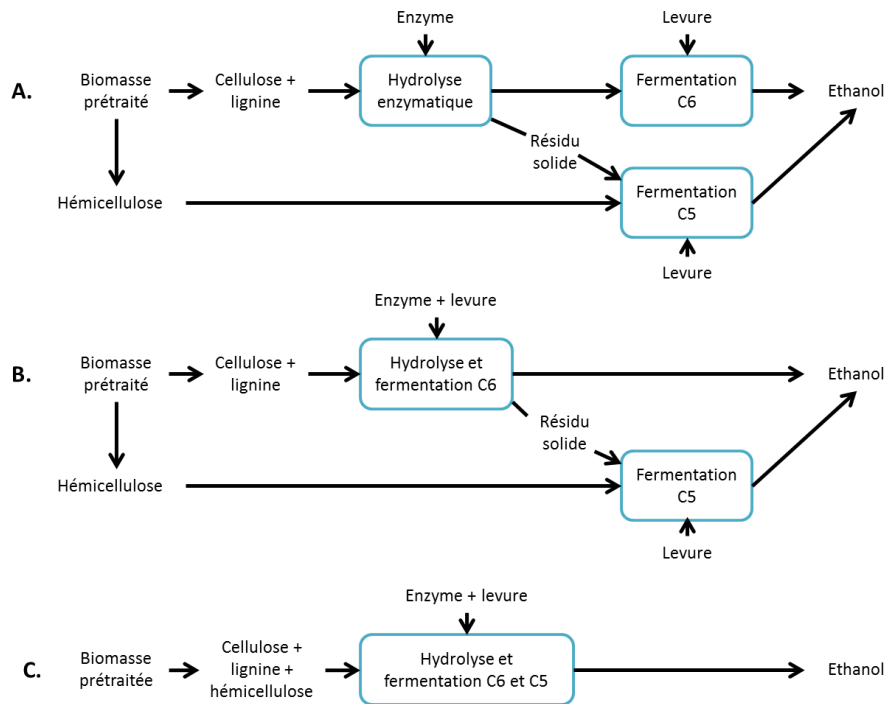 Enzyme
Levure
A.
Biomasse
prétraité
Cellulose +
lignine
Hydrolyse
enzymatique
Fermentation
C6
Ethanol
Résidu
solide
Hémicellulose
Fermentation
C5
Levure
Enzyme + levure
B.
Biomasse
prétraité
Cellulose +
lignine
Hydrolyse et
fermentation C6
Ethanol
Résidu
solide
Hémicellulose
Fermentation
C5
Levure
Enzyme + levure
C.
Biomasse
prétraitée
Cellulose +
lignine +
hémicellulose
Hydrolyse et
fermentation C6 et C5
Ethanol